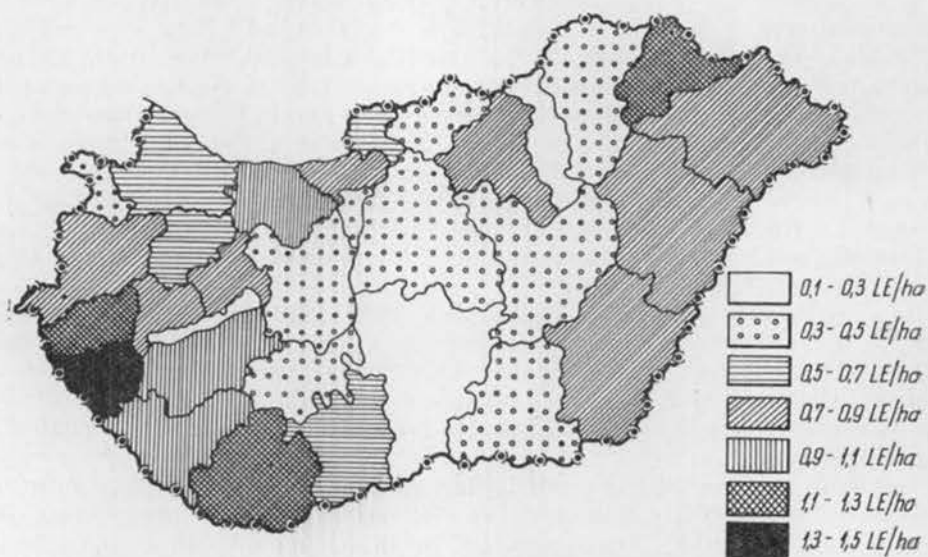 0,1 - 0,3 LE/ha
0,3 - 0,5 LE/ha
0,5 - 0,7 LE/ha
0,7 - 0,9 LE/ha
0,9 - 1,1 LE/ha
1,1 - 1,3 LE/ha
1,3 - 1,5 LE/ha